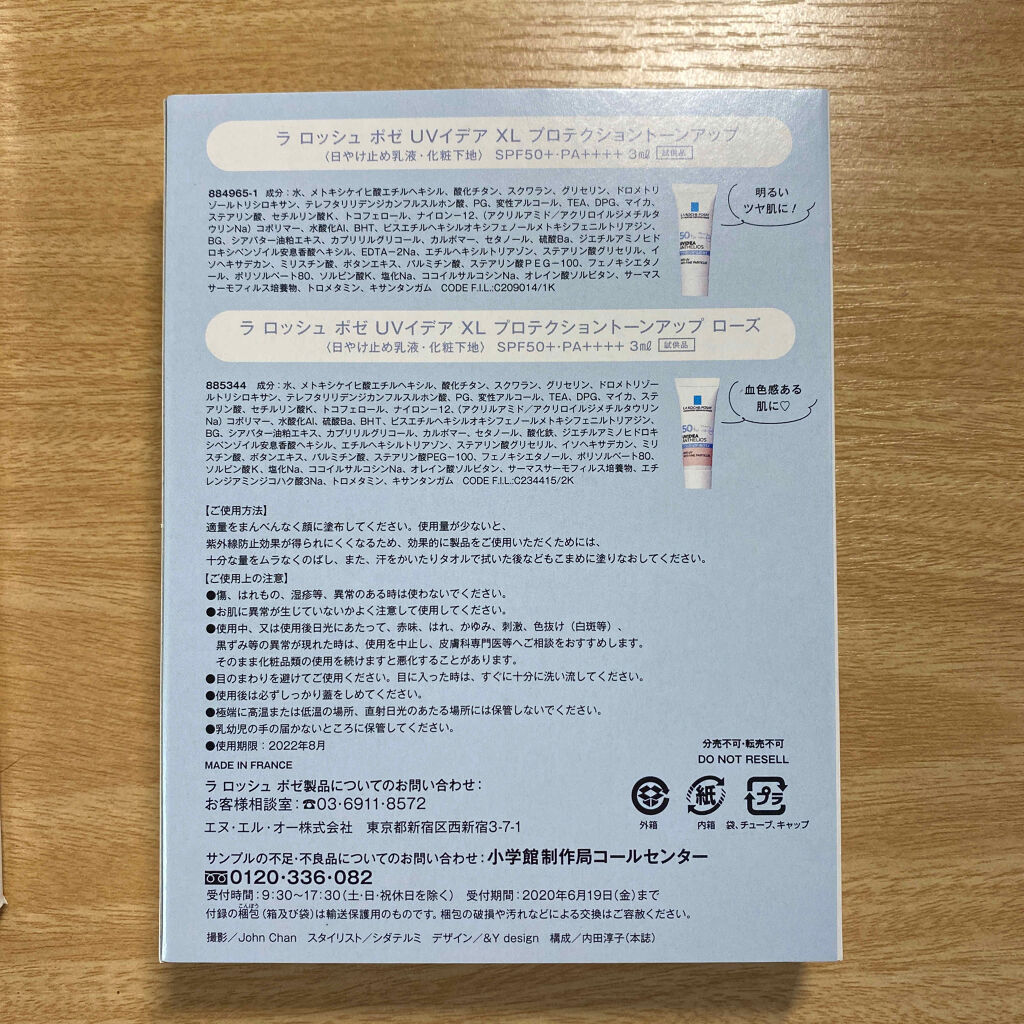 ラ ロッシュ ポゼ UVイデア XL プロテクショントーンアップ
〈日やけ止め乳液・化粧下地〉 SPF50+・PA++++ 3mℓ 試供品
884965-1 成分：水、メトキシケイヒ酸エチルヘキシル、酸化チタン、スクワラン、グリセリン、ドロメトリ
ゾールトリシロキサン、テレフタリリデンジカンフルスルホン酸、PG、変性アルコール、TEA、DPG、マイカ、
ステアリン酸、セチルリン酸K、トコフェロール、ナイロン－12、（アクリルアミド／アクリロイルジメチルタ
ウリンNa）コポリマー、水酸化Al、BHT、ビスエチルヘキシルオキシフェノールメトキシフェニルトリアジン、
BG、シアバター油粕エキス、カプリリルグリコール、カルボマー、セタノール、硫酸Ba、ジエチルアミノヒド
ロキシベンゾイル安息香酸ヘキシル、EDTA－2Na、エチルヘキシルトリアゾン、ステアリン酸グリセリル、イ
ソヘキサデカン、ミリスチン酸、ボタンエキス、パルミチン酸、ステアリン酸ＰＥＧ－100、フェノキシエタノ
ール、ポリソルベート80、ソルビン酸K、塩化Na、ココイルサルコシンNa、オレイン酸ソルビタン、サーマス
サーモフィルス培養物、トロメタミン、キサンタンガム CODE F.I.L.:C209014/1K
明るい
ツヤ肌に！
LA ROCHE-POSAY
50+
UVIDEA
ANTHELIOS
ラ ロッシュ ポゼ UVイデア XL プロテクショントーンアップ ローズ
〈日やけ止め乳液・化粧下地〉 SPF50+・PA++++ 3mℓ 試供品
885344 成分：水、メトキシケイヒ酸エチルヘキシル、酸化チタン、スクワラン、グリセリン、ドロメトリゾー
ルトリシロキサン、テレフタリリデンジカンフルスルホン酸、PG、変性アルコール、TEA、DPG、マイカ、ステ
アリン酸、セチルリン酸K、トコフェロール、ナイロン－12、（アクリルアミド／アクリロイルジメチルタウリン
Na）コポリマー、水酸化Al、硫酸Ba、BHT、ビスエチルヘキシルオキシフェノールメトキシフェニルトリアジン、
BG、シアバター油粕エキス、カプリリルグリコール、カルボマー、セタノール、酸化鉄、ジエチルアミノヒドロキ
シベンゾイル安息香酸ヘキシル、エチルヘキシルトリアゾン、ステアリン酸グリセリル、イソヘキサデカン、ミリス
チン酸、ボタンエキス、パルミチン酸、ステアリン酸PEG－100、フェノキシエタノール、ポリソルベート80、
ソルビン酸K、塩化Na、ココイルサルコシンNa、オレイン酸ソルビタン、サーマスサーモフィルス培養物、エチ
レンジアミンジコハク酸3Na、トロメタミン、キサンタンガム CODE F.I.L.:C234415/2K
血色感ある
肌に♡
LA ROCHE-POSAY
50+
UVIDEA
ANTHELIOS
【ご使用方法】
適量をまんべんなく顔に塗布してください。使用量が少ないと、
紫外線防止効果が得られにくくなるため、効果的に製品をご使用いただくためには、
十分な量をムラなくのばし、また、汗をかいたりタオルで拭いた後などもこまめに塗りなおしてください。
【ご使用上の注意】
●傷、はれもの、湿疹等、異常のある時は使わないでください。
●お肌に異常が生じていないかよく注意して使用してください。
●使用中、又は使用後日光にあたって、赤味、はれ、かゆみ、刺激、色抜け（白斑等）、
黒ずみ等の異常が現れた時は、使用を中止し、皮膚科専門医等へご相談をおすすめします。
そのまま化粧品類の使用を続けますと悪化することがあります。
●目のまわりを避けてご使用ください。目に入った時は、すぐに十分に洗い流してください。
●使用後は必ずしっかり蓋をしめてください。
●極端に高温または低温の場所、直射日光のあたる場所には保管しないでください。
●乳幼児の手の届かないところに保管してください。
●使用期限：2022年8月
MADE IN FRANCE
分売不可・転売不可
DO NOT RESELL
ラ ロッシュ ポゼ製品についてのお問い合わせ：
お客様相談室：☎03・6911・8572
エヌ・エル・オー株式会社 東京都新宿区西新宿3-7-1
紙
プラ
外箱
内箱
袋、チューブ、キャップ
サンプルの不足・不良品についてのお問い合わせ：小学館制作局コールセンター
0120・336・082
受付時間：9：30～17：30（土・日・祝休日を除く） 受付期間：2020年6月19日（金）まで
こんぽう
付録の梱包（箱及び袋）は輸送保護用のものです。梱包の破損や汚れなどによる交換はご容赦ください。
撮影／John Chan スタイリスト／シダテルミ デザイン／&Y design 構成／内田淳子（本誌）